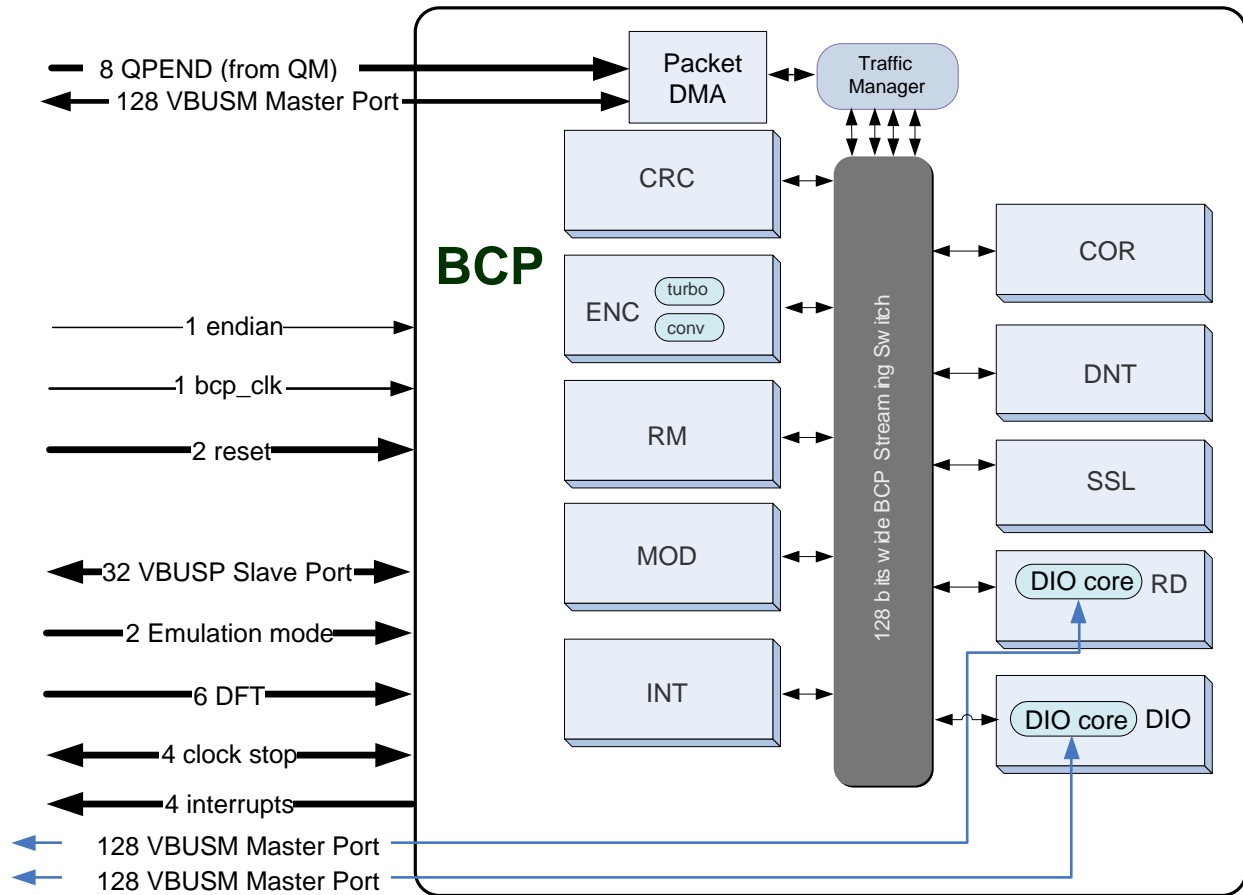 8 QPEND (from QM)
128 VBUSM Master Port
Packet
DMA
Traffic
Manager
CRC
BCP
ENC
turbo
conv
RM
MOD
INT
128 bits wide BCP Streaming Switch
COR
DNT
SSL
DIO core
RD
DIO core
DIO
1 endian
1 bcp_clk
2 reset
32 VBUSP Slave Port
2 Emulation mode
6 DFT
4 clock stop
4 interrupts
128 VBUSM Master Port
128 VBUSM Master Port